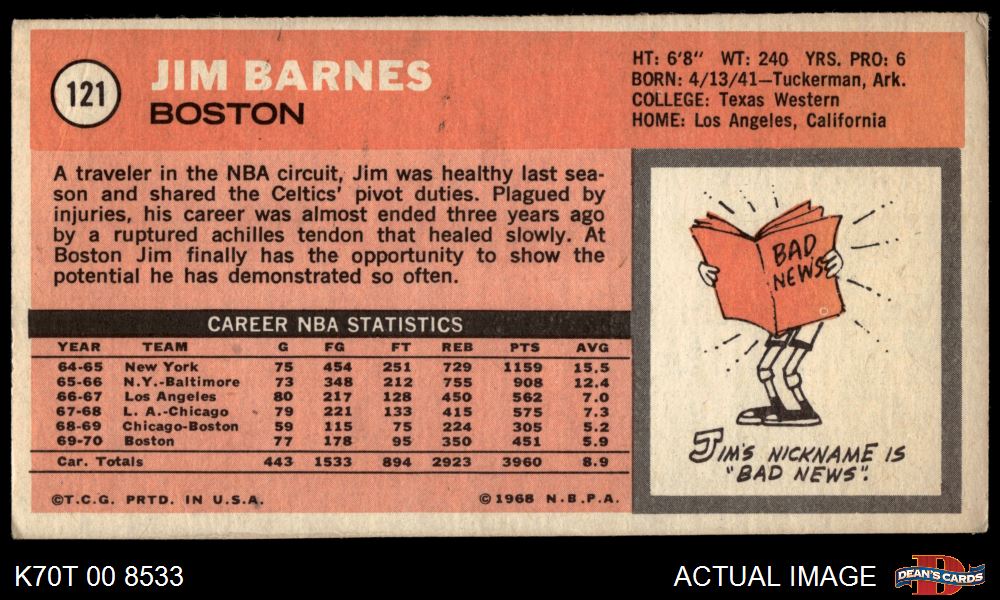 121
JIM BARNES
BOSTON
HT: 6'8" WT: 240 YRS. PRO: 6
BORN: 4/13/41—Tuckerman, Ark.
COLLEGE: Texas Western
HOME: Los Angeles, California
A traveler in the NBA circuit, Jim was healthy last sea-
son and shared the Celtics' pivot duties. Plagued by
injuries, his career was almost ended three years ago
by a ruptured achilles tendon that healed slowly. At
Boston Jim finally has the opportunity to show the
potential he has demonstrated so often.
CAREER NBA STATISTICS
YEAR TEAM G FG FT REB PTS AVG
64-65 New York 75 454 251 729 1159 15.5
65-66 N.Y.-Baltimore 73 348 212 755 908 12.4
66-67 Los Angeles 80 217 128 450 562 7.0
67-68 L. A.-Chicago 79 221 133 415 575 7.3
68-69 Chicago-Boston 59 115 75 224 305 5.2
69-70 Boston 77 178 95 350 451 5.9
Car. Totals 443 1533 894 2923 3960 8.9
©T.C.G. PRTD. IN U.S.A. ©1968 N.B.P.A.
BAD
NEWS
JIM'S NICKNAME IS
"BAD NEWS".
K70T 00 8533
ACTUAL IMAGE
D
DEAN'S CARDS